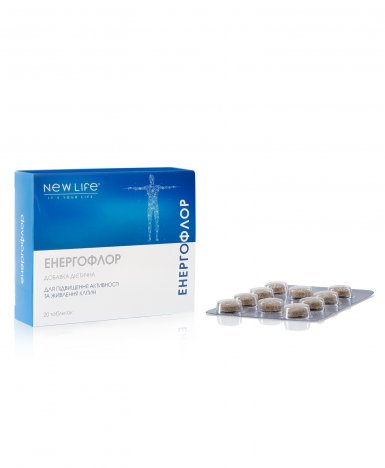 NEW LIFE®
IT'S YOUR LIFE
ЕНЕРГОФЛОР
ДОБАВКА ДІЄТИЧНА
ДЛЯ ПІДВИЩЕННЯ АКТИВНОСТІ
ТА ЖИВЛЕННЯ КЛІТИН
20 таблеток
ЕНЕРГОФЛОР